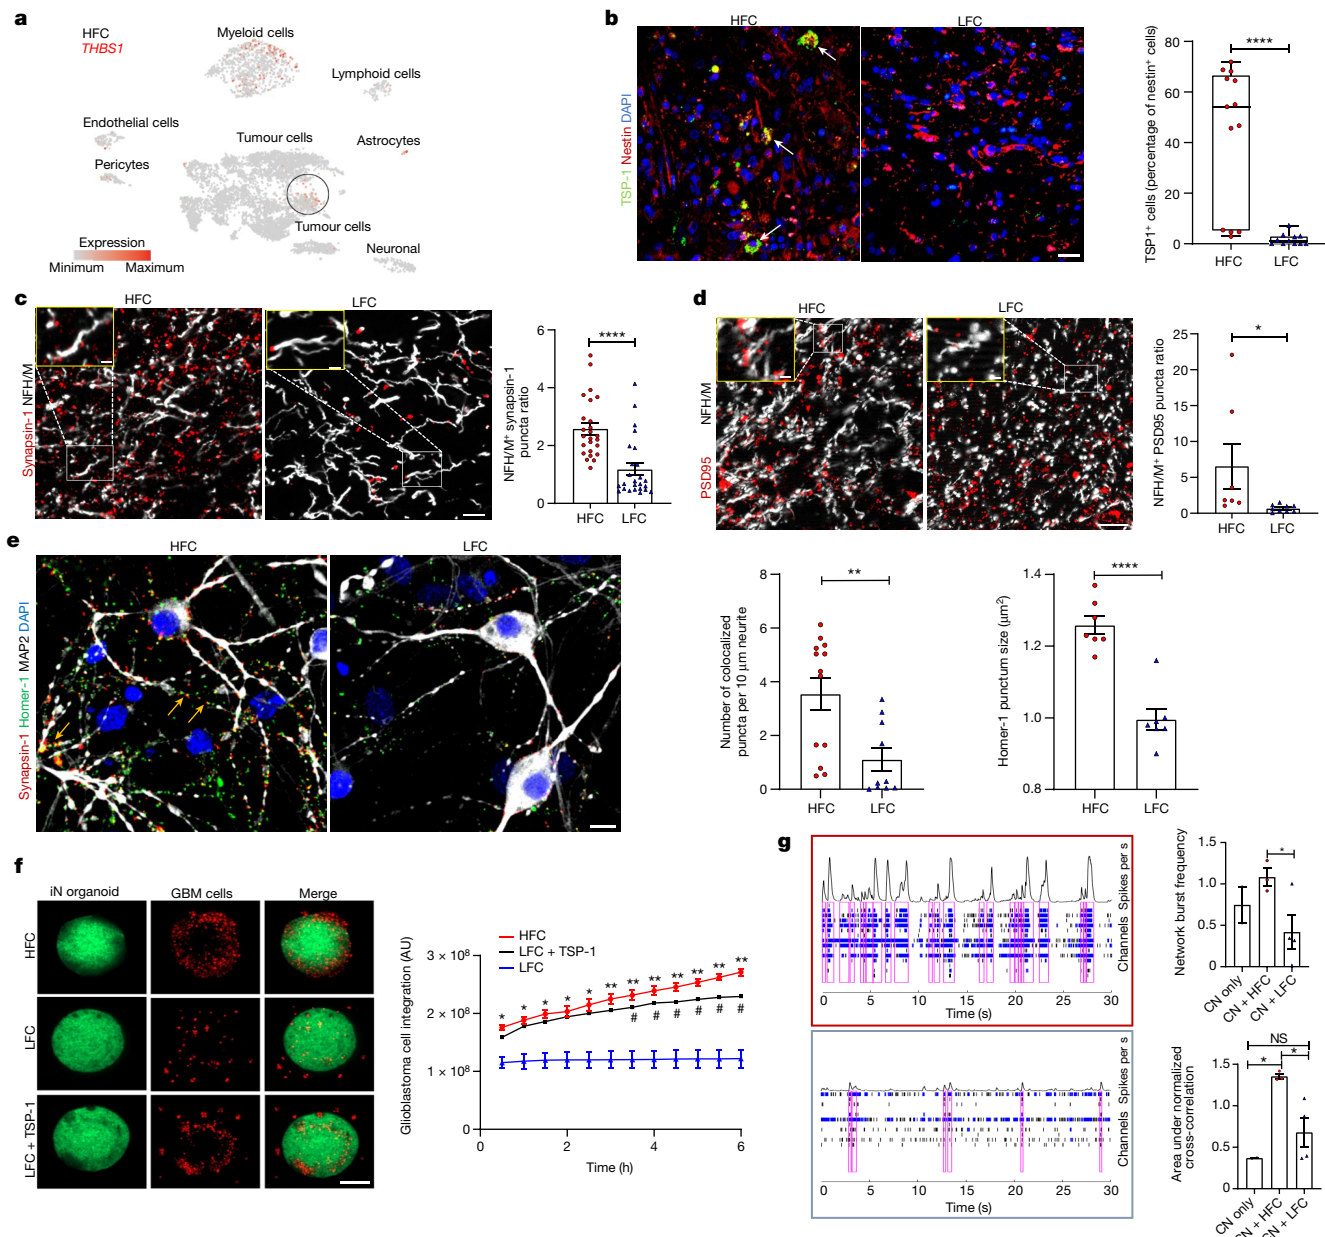 a
HFC
THBS1
Myeloid cells
Lymphoid cells
Endothelial cells
Tumour cells
Astrocytes
Pericytes
Tumour cells
Neuronal
Expression
Minimum
Maximum
b
HFC
LFC
TSP-1 Nestin DAPI
TSP1⁺ cells (percentage of nestin⁺ cells)
80
60
40
20
0
****
HFC
LFC
c
HFC
LFC
Synapsin-1 NFH/M
NFH/M⁺ synapsin-1
puncta ratio
6
4
2
0
****
HFC
LFC
d
HFC
LFC
PSD95 NFH/M
NFH/M⁺ PSD95 puncta ratio
25
20
15
10
5
0
*
HFC
LFC
e
HFC
LFC
Synapsin-1 Homer-1 MAP2 DAPI
Number of colocalized
puncta per 10 μm neurite
8
6
4
2
0
**
HFC
LFC
Homer-1 punctum size (μm²)
1.4
1.2
1.0
0.8
****
HFC
LFC
f
iN organoid
GBM cells
Merge
HFC
LFC
LFC + TSP-1
Glioblastoma cell integration (AU)
3 × 10⁸
2 × 10⁸
1 × 10⁸
0
HFC
LFC + TSP-1
LFC
* * * * * ** ** ** ** ** ** **
# # # # # #
0 2 4 6
Time (h)
g
Spikes per s
Channels
0 5 10 15 20 25 30
Time (s)
Spikes per s
Channels
0 5 10 15 20 25 30
Time (s)
Network burst frequency
1.5
1.0
0.5
0
*
CN only
CN + HFC
CN + LFC
Area under normalized
cross-correlation
1.5
1.0
0.5
0
NS
* *
CN only
CN + HFC
CN + LFC